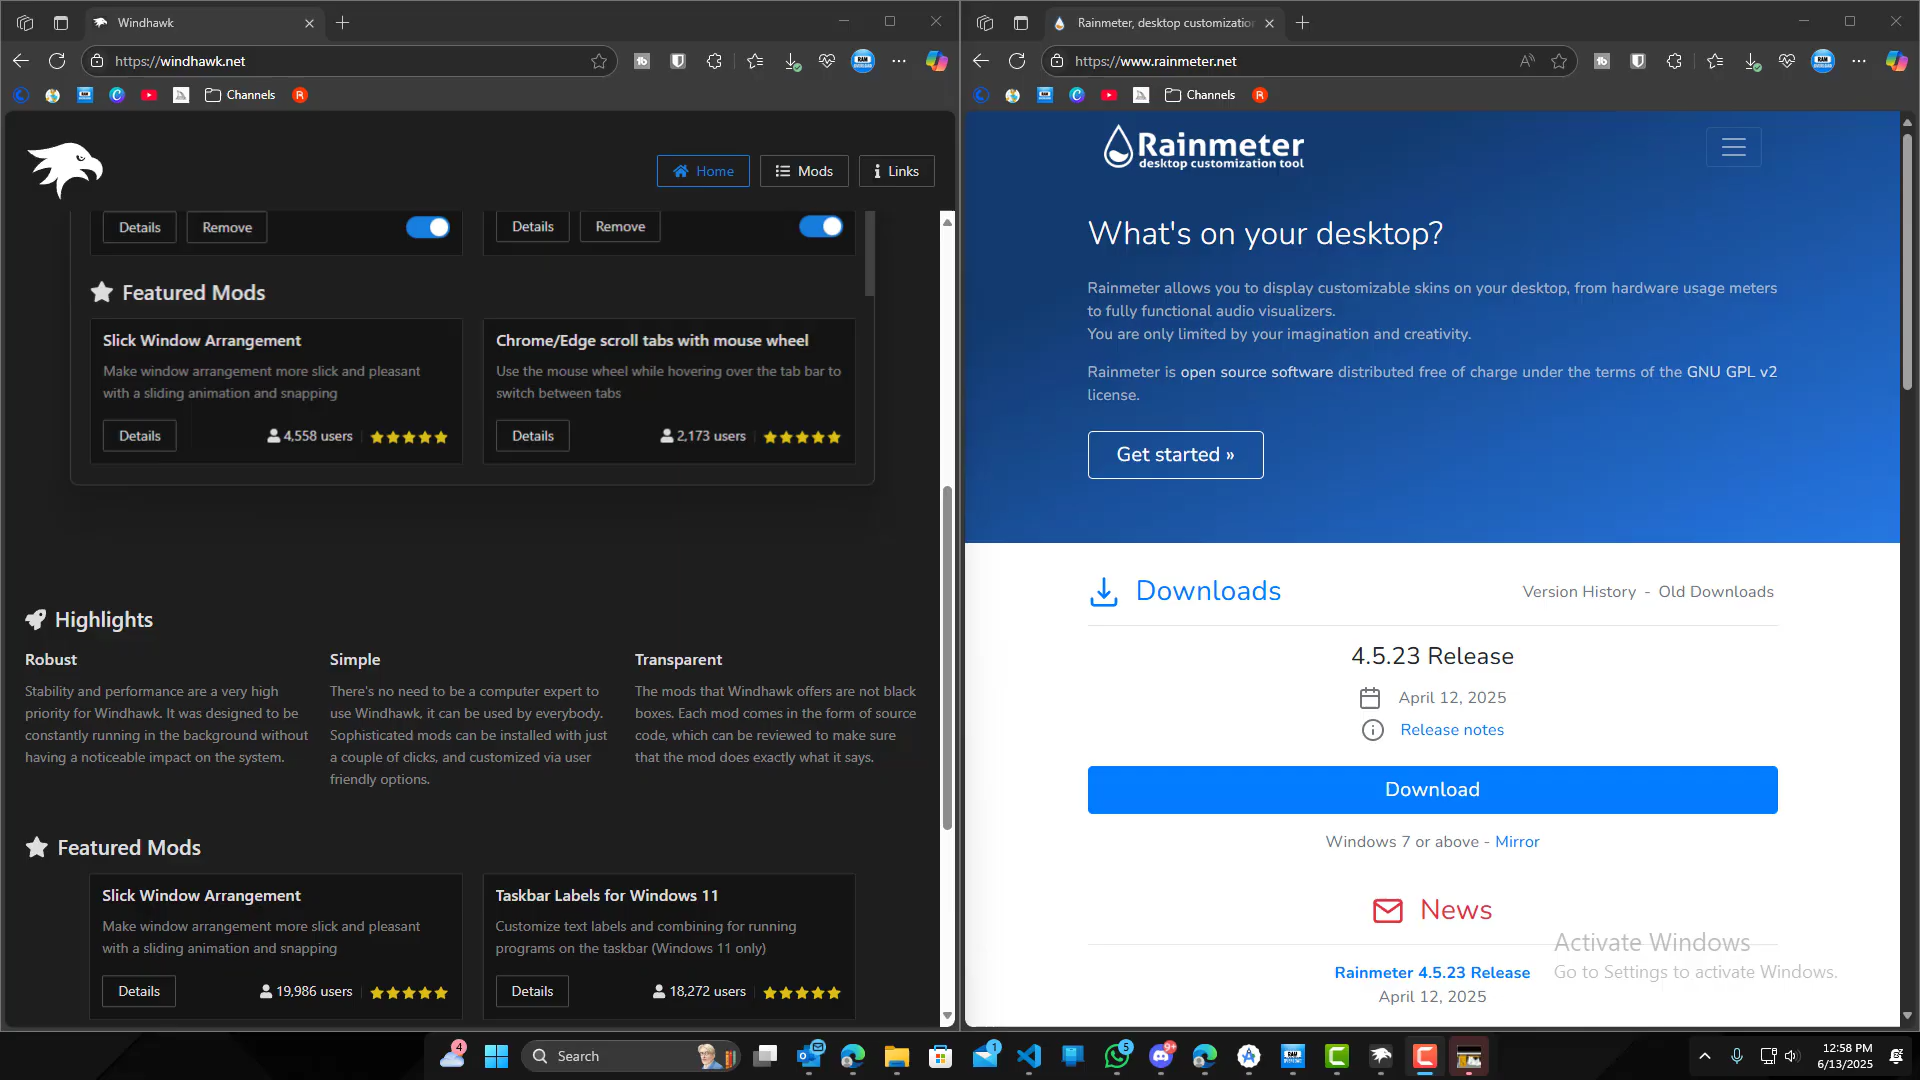 Windhawk
https://windhawk.net
Channels
Home
Mods
Links
Details
Remove
Details
Remove
Featured Mods
Slick Window Arrangement
Make window arrangement more slick and pleasant
with a sliding animation and snapping
Details
4,558 users
Chrome/Edge scroll tabs with mouse wheel
Use the mouse wheel while hovering over the tab bar to
switch between tabs
Details
2,173 users
Highlights
Robust
Stability and performance are a very high
priority for Windhawk. It was designed to be
constantly running in the background without
having a noticeable impact on the system.
Simple
There's no need to be a computer expert to
use Windhawk, it can be used by everybody.
Sophisticated mods can be installed with just
a couple of clicks, and customized via user
friendly options.
Transparent
The mods that Windhawk offers are not black
boxes. Each mod comes in the form of source
code, which can be reviewed to make sure
that the mod does exactly what it says.
Featured Mods
Slick Window Arrangement
Make window arrangement more slick and pleasant
with a sliding animation and snapping
Details
19,986 users
Taskbar Labels for Windows 11
Customize text labels and combining for running
programs on the taskbar (Windows 11 only)
Details
18,272 users
Rainmeter, desktop customizatio
https://www.rainmeter.net
Channels
Rainmeter
desktop customization tool
What's on your desktop?
Rainmeter allows you to display customizable skins on your desktop, from hardware usage meters
to fully functional audio visualizers.
You are only limited by your imagination and creativity.
Rainmeter is open source software distributed free of charge under the terms of the GNU GPL v2
license.
Get started »
Downloads
Version History - Old Downloads
4.5.23 Release
April 12, 2025
Release notes
Download
Windows 7 or above - Mirror
News
Rainmeter 4.5.23 Release
April 12, 2025
Activate Windows
Go to Settings to activate Windows.
4
Search
1
5
9+
12:58 PM
6/13/2025